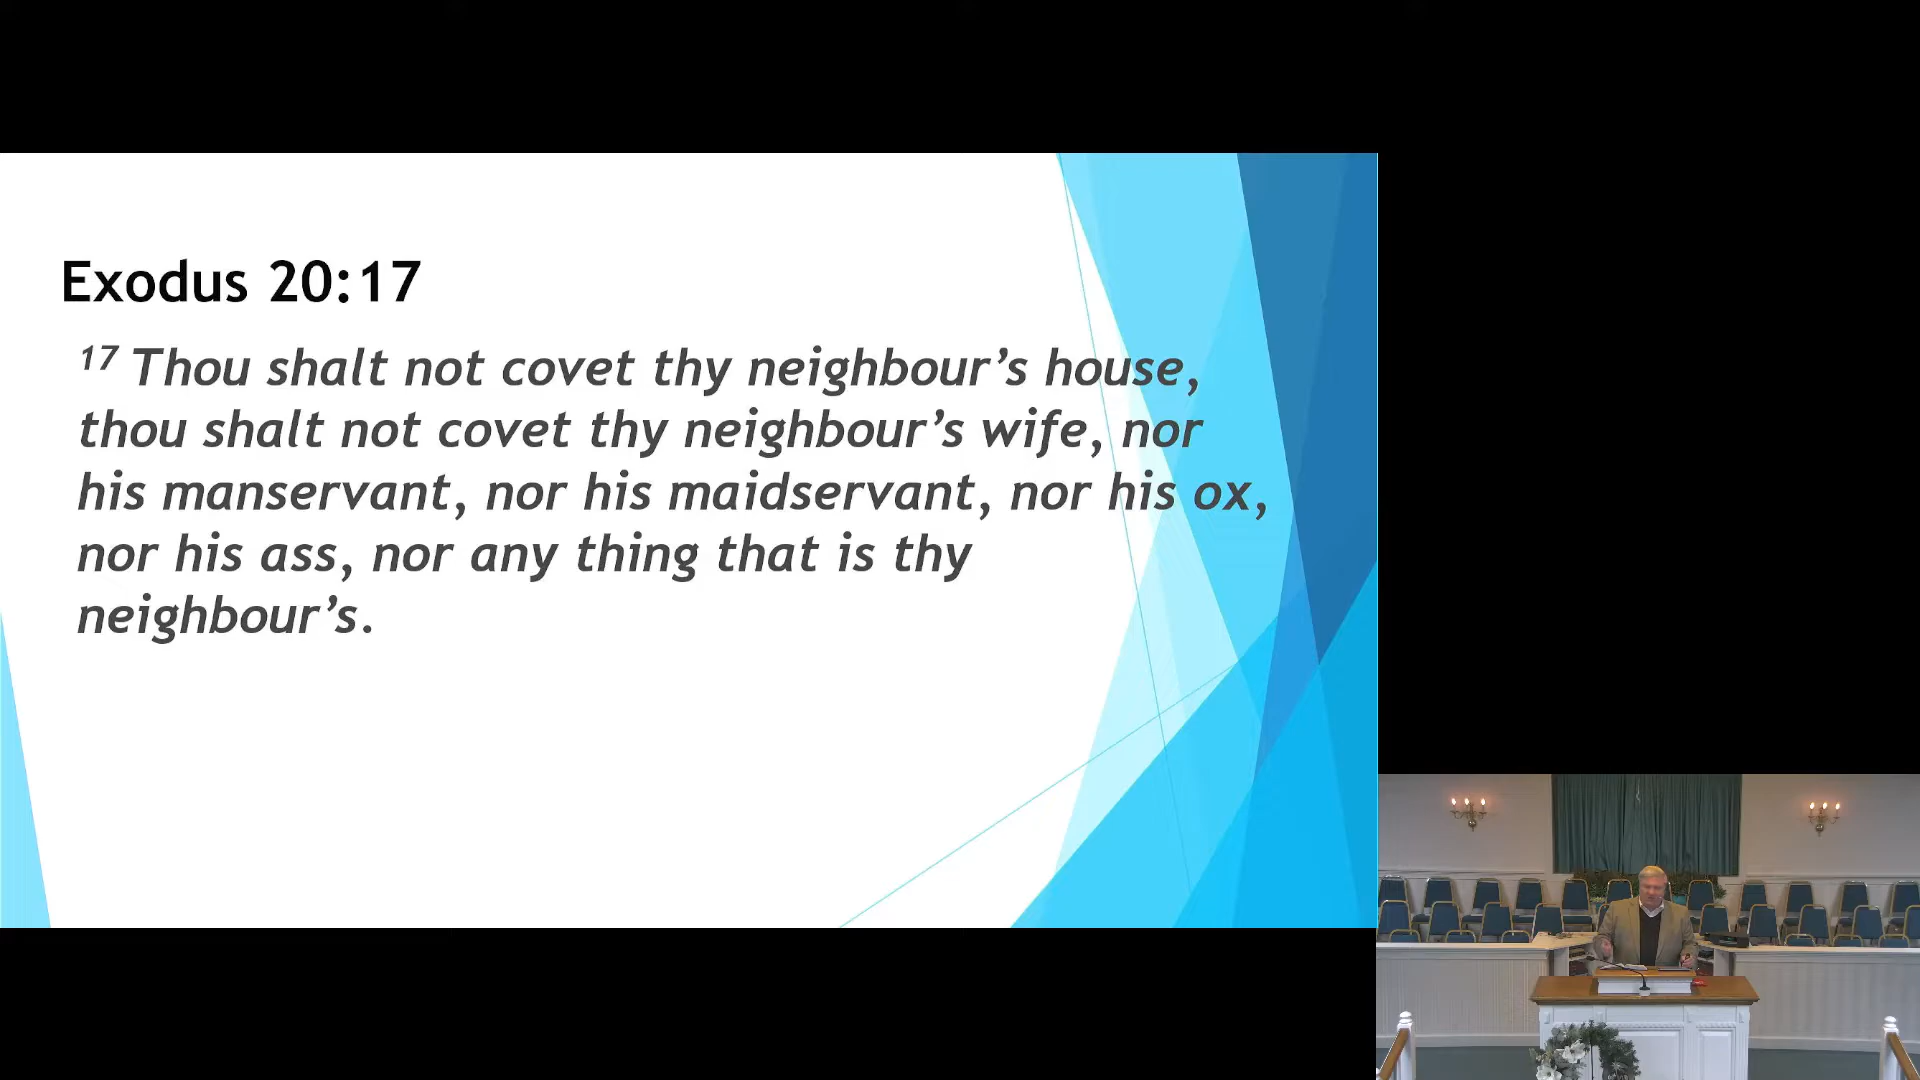 Exodus 20:17
17 Thou shalt not covet thy neighbour’s house,
thou shalt not covet thy neighbour’s wife, nor
his manservant, nor his maidservant, nor his ox,
nor his ass, nor any thing that is thy
neighbour’s.